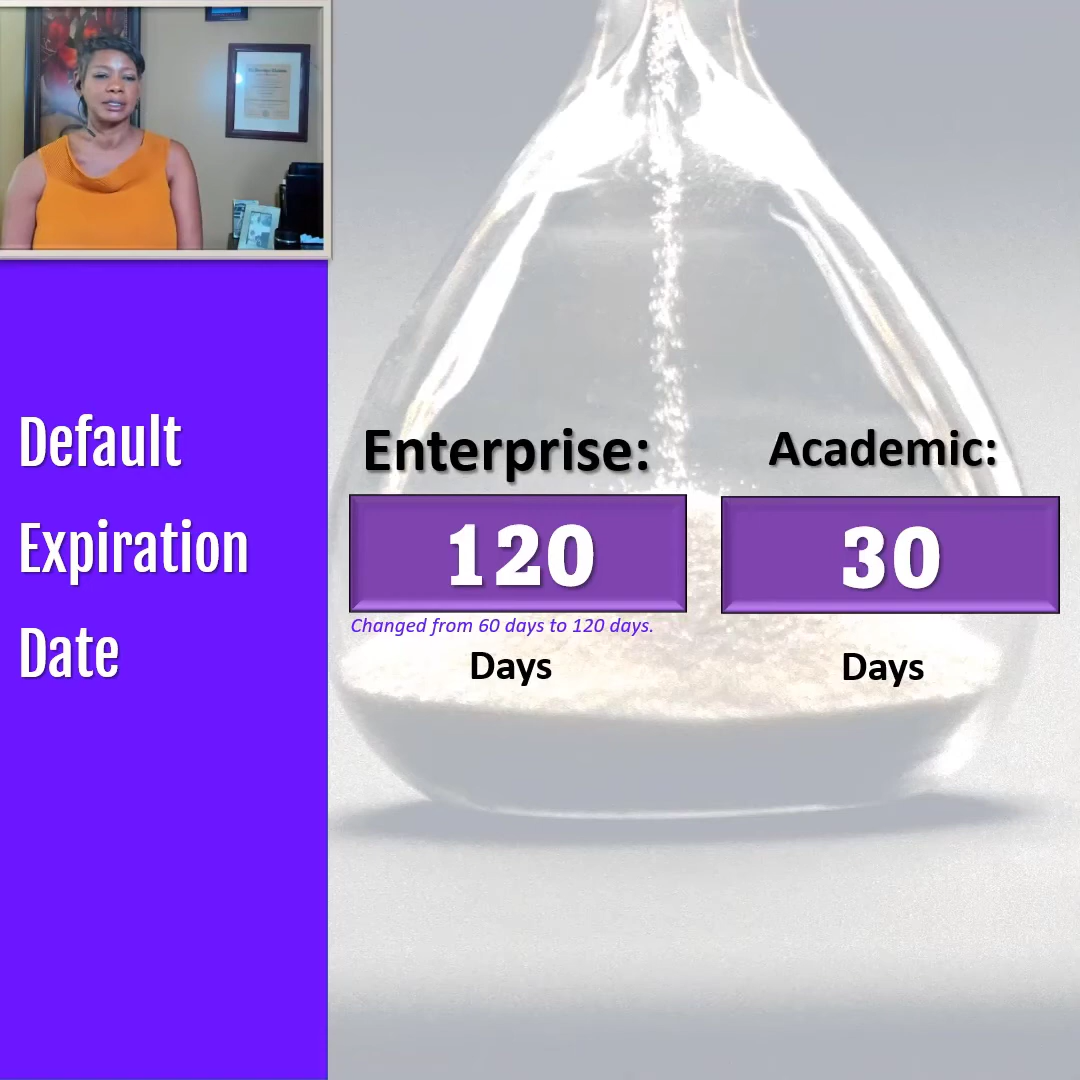 Default
Expiration
Date
Enterprise:
Academic:
120
30
Changed from 60 days to 120 days.
Days
Days